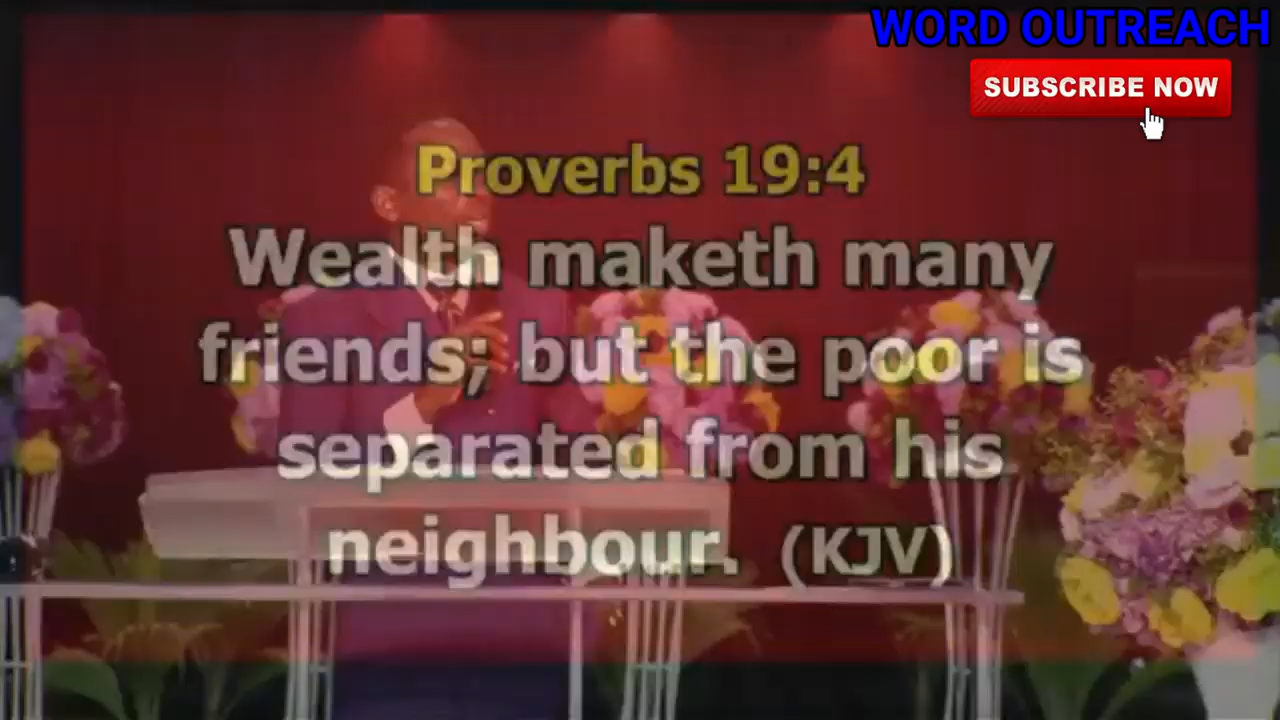 WORD OUTREACH
SUBSCRIBE NOW
Proverbs 19:4
Wealth maketh many
friends; but the poor is
separated from his
neighbour. (KJV)